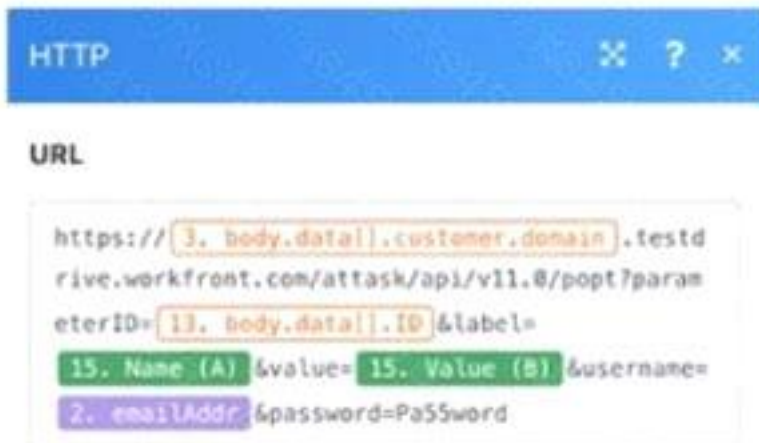 HTTP ? ×
URL
https://3. body.data[].customer.domain.testd
rive.workfront.com/attask/api/v11.0/popt?param
eterID=13. body.data[].ID&label=
15. Name (A)&value=15. Value (B)&username=
2. emailAddr&password=Pa55word